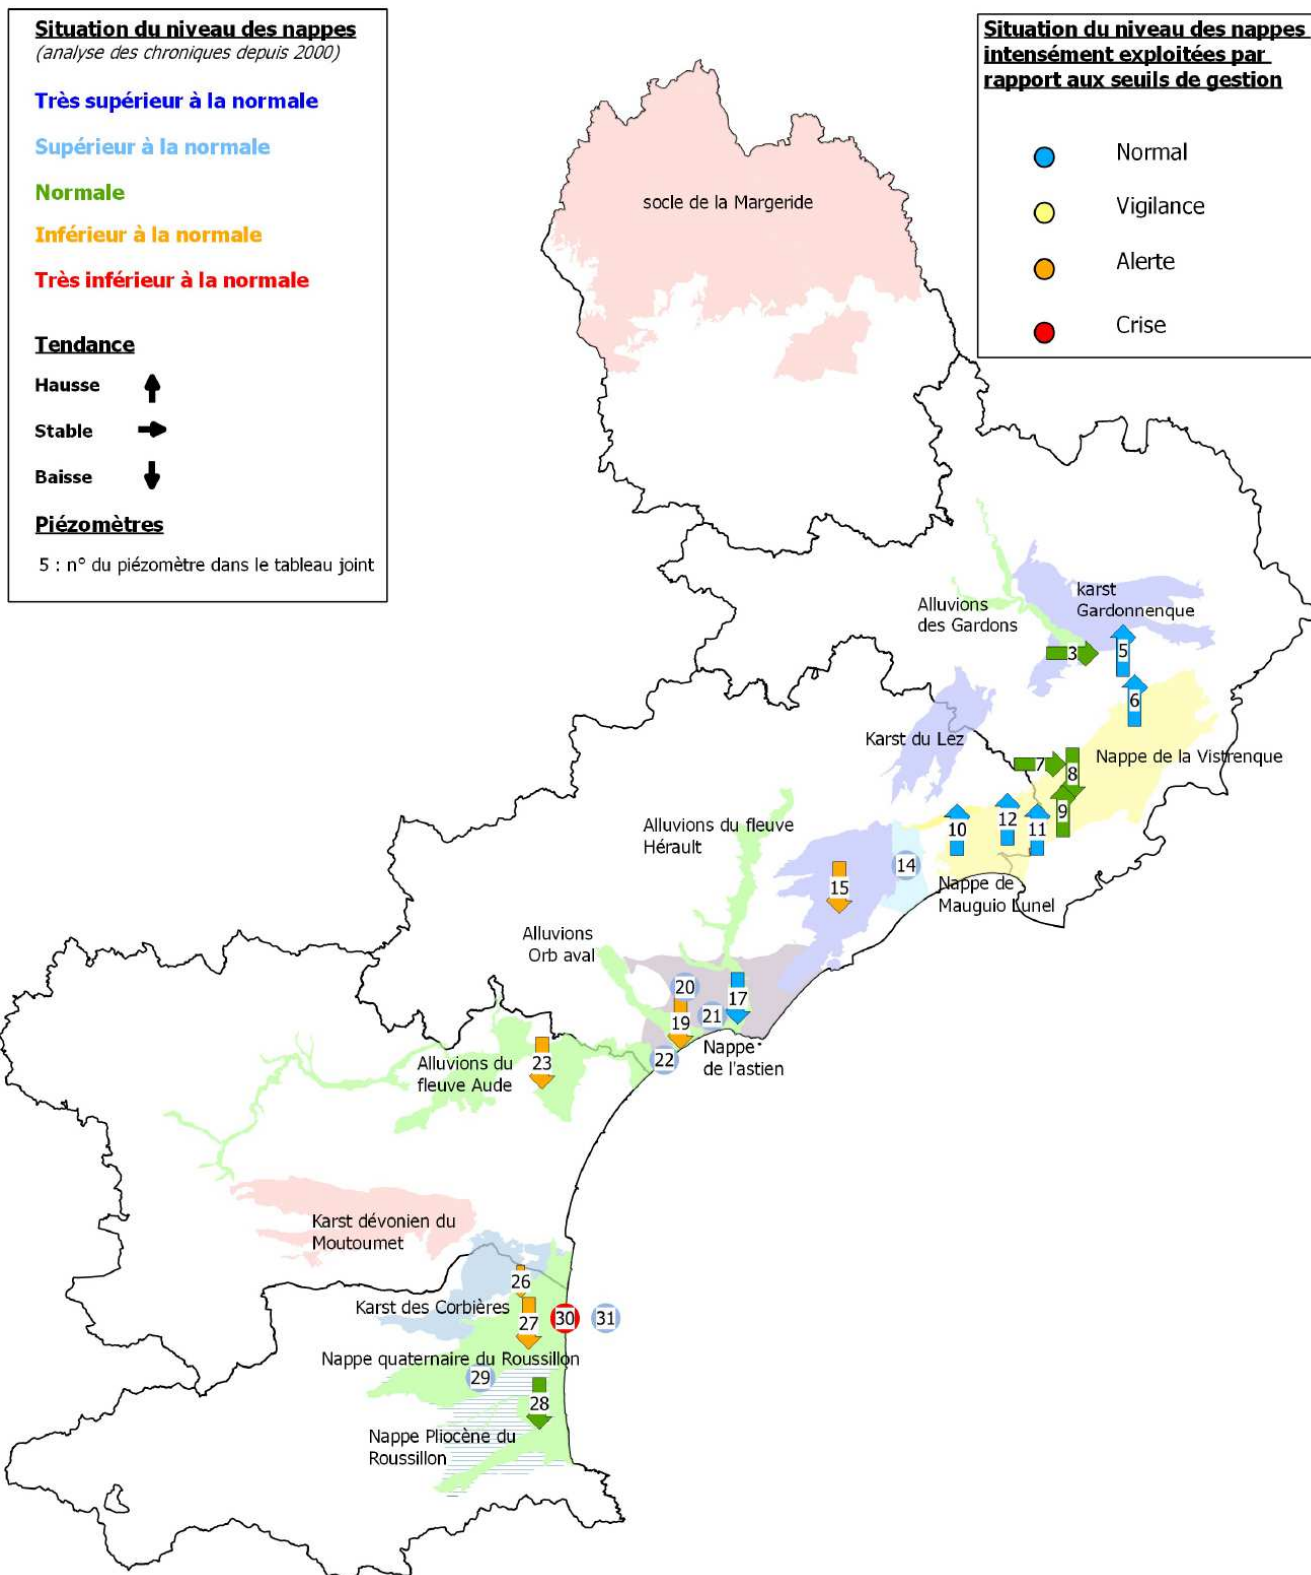 Situation du niveau des nappes
(analyse des chroniques depuis 2000)
Très supérieur à la normale
Supérieur à la normale
Normale
Inférieur à la normale
Très inférieur à la normale
Tendance
Hausse
Stable
Baisse
Piézomètres
5 : n° du piézomètre dans le tableau joint
Situation du niveau des nappes
intensément exploitées par
rapport aux seuils de gestion
Normal
Vigilance
Alerte
Crise
socle de la Margeride
karst
Gardonnenque
Alluvions
des Gardons
3
5
6
Karst du Lez
Nappe de la Vistrenque
7
8
9
10
12
11
Alluvions du fleuve
Hérault
14
15
Nappe de
Mauguio Lunel
Alluvions
Orb aval
20
17
21
19
22
Nappe
de l'astien
23
Alluvions du
fleuve Aude
Karst dévonien du
Moutoumet
26
Karst des Corbières
27
30
31
Nappe quaternaire du Roussillon
29
28
Nappe Pliocène du
Roussillon